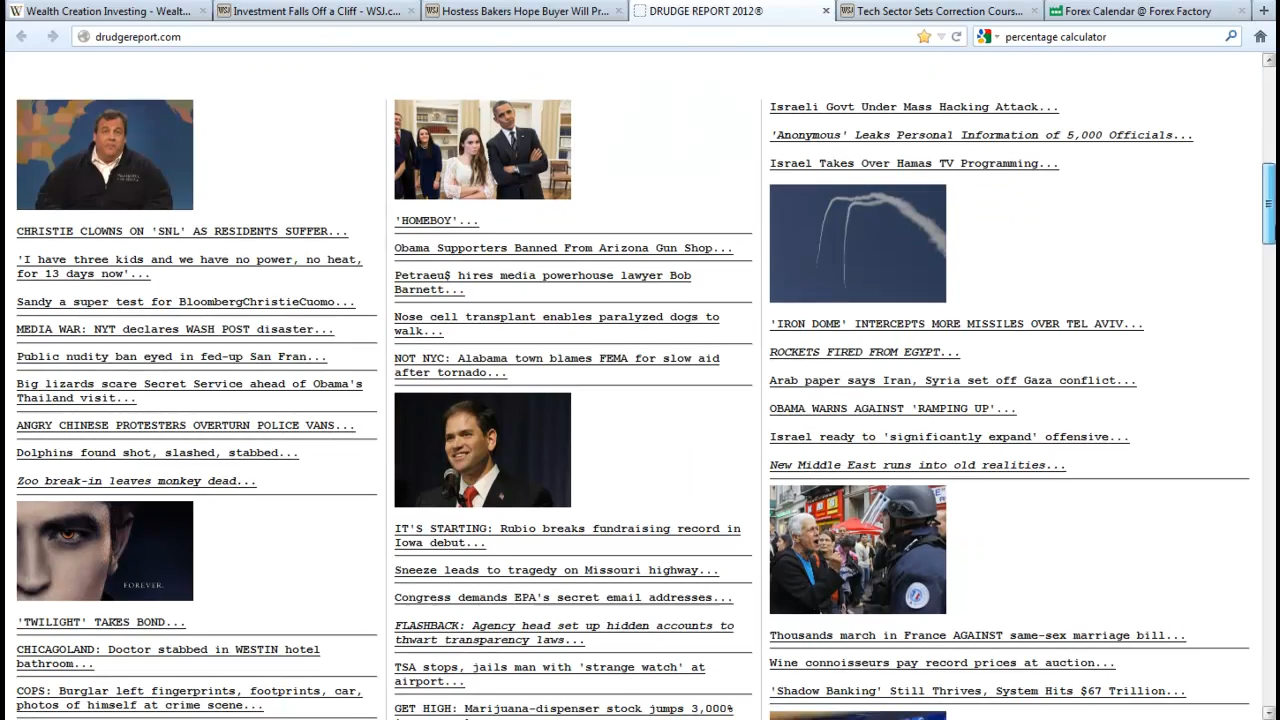 Wealth Creation Investing - Wealt...
Investment Falls Off a Cliff - WSJ.c...
Hostess Bakers Hope Buyer Will Pr...
DRUDGE REPORT 2012®
Tech Sector Sets Correction Cours...
Forex Calendar @ Forex Factory
drudgereport.com
percentage calculator
CHRISTIE CLOWNS ON 'SNL' AS RESIDENTS SUFFER...
'I have three kids and we have no power, no heat,
for 13 days now'...
Sandy a super test for BloombergChristieCuomo...
MEDIA WAR: NYT declares WASH POST disaster...
Public nudity ban eyed in fed-up San Fran...
Big lizards scare Secret Service ahead of Obama's
Thailand visit...
ANGRY CHINESE PROTESTERS OVERTURN POLICE VANS...
Dolphins found shot, slashed, stabbed...
Zoo break-in leaves monkey dead...
FOREVER.
'TWILIGHT' TAKES BOND...
CHICAGOLAND: Doctor stabbed in WESTIN hotel
bathroom...
COPS: Burglar left fingerprints, footprints, car,
photos of himself at crime scene...
'HOMEBOY'...
Obama Supporters Banned From Arizona Gun Shop...
Petraeu$ hires media powerhouse lawyer Bob
Barnett...
Nose cell transplant enables paralyzed dogs to
walk...
NOT NYC: Alabama town blames FEMA for slow aid
after tornado...
IT'S STARTING: Rubio breaks fundraising record in
Iowa debut...
Sneeze leads to tragedy on Missouri highway...
Congress demands EPA's secret email addresses...
FLASHBACK: Agency head set up hidden accounts to
thwart transparency laws...
TSA stops, jails man with 'strange watch' at
airport...
GET HIGH: Marijuana-dispenser stock jumps 3,000%
Israeli Govt Under Mass Hacking Attack...
'Anonymous' Leaks Personal Information of 5,000 Officials...
Israel Takes Over Hamas TV Programming...
'IRON DOME' INTERCEPTS MORE MISSILES OVER TEL AVIV...
ROCKETS FIRED FROM EGYPT...
Arab paper says Iran, Syria set off Gaza conflict...
OBAMA WARNS AGAINST 'RAMPING UP'...
Israel ready to 'significantly expand' offensive...
New Middle East runs into old realities...
Thousands march in France AGAINST same-sex marriage bill...
Wine connoisseurs pay record prices at auction...
'Shadow Banking' Still Thrives, System Hits $67 Trillion...